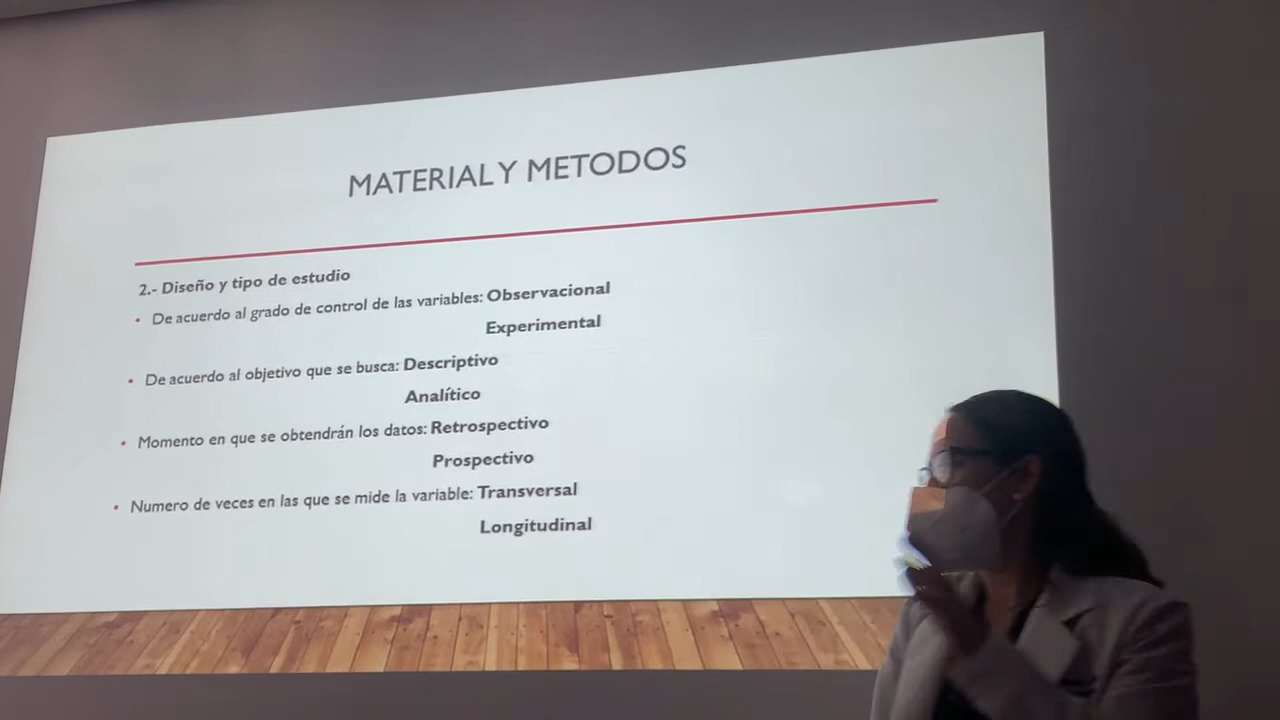 MATERIAL Y METODOS
2.- Diseño y tipo de estudio
• De acuerdo al grado de control de las variables: Observacional
Experimental
• De acuerdo al objetivo que se busca: Descriptivo
Analítico
• Momento en que se obtendrán los datos: Retrospectivo
Prospectivo
• Numero de veces en las que se mide la variable: Transversal
Longitudinal